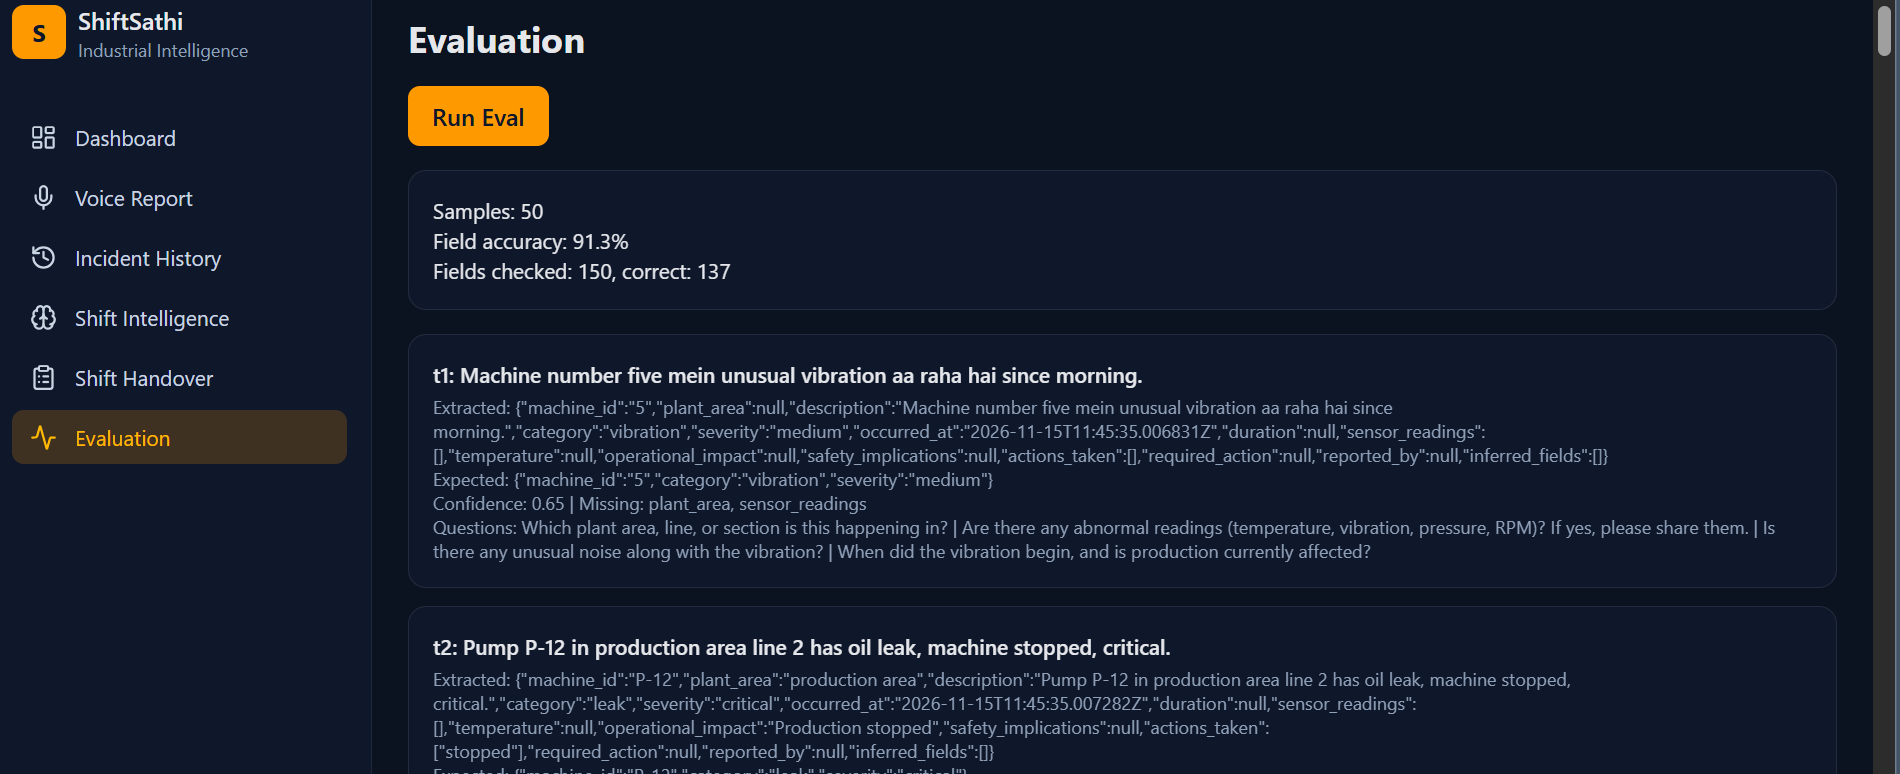 S
ShiftSathi
Industrial Intelligence
Dashboard
Voice Report
Incident History
Shift Intelligence
Shift Handover
Evaluation
Evaluation
Run Eval
Samples: 50
Field accuracy: 91.3%
Fields checked: 150, correct: 137
t1: Machine number five mein unusual vibration aa raha hai since morning.
Extracted: {"machine_id":"5","plant_area":null,"description":"Machine number five mein unusual vibration aa raha hai since
morning.","category":"vibration","severity":"medium","occurred_at":"2026-11-15T11:45:35.006831Z","duration":null,"sensor_readings":
[],"temperature":null,"operational_impact":null,"safety_implications":null,"actions_taken":[],"required_action":null,"reported_by":null,"inferred_fields":[]}
Expected: {"machine_id":"5","category":"vibration","severity":"medium"}
Confidence: 0.65 | Missing: plant_area, sensor_readings
Questions: Which plant area, line, or section is this happening in? | Are there any abnormal readings (temperature, vibration, pressure, RPM)? If yes, please share them. | Is
there any unusual noise along with the vibration? | When did the vibration begin, and is production currently affected?
t2: Pump P-12 in production area line 2 has oil leak, machine stopped, critical.
Extracted: {"machine_id":"P-12","plant_area":"production area","description":"Pump P-12 in production area line 2 has oil leak, machine stopped,
critical.","category":"leak","severity":"critical","occurred_at":"2026-11-15T11:45:35.007282Z","duration":null,"sensor_readings":
[],"temperature":null,"operational_impact":"Production stopped","safety_implications":null,"actions_taken":
["stopped"],"required_action":null,"reported_by":null,"inferred_fields":[]}
Expected: {"machine_id":"P-12","category":"leak","severity":"critical"}